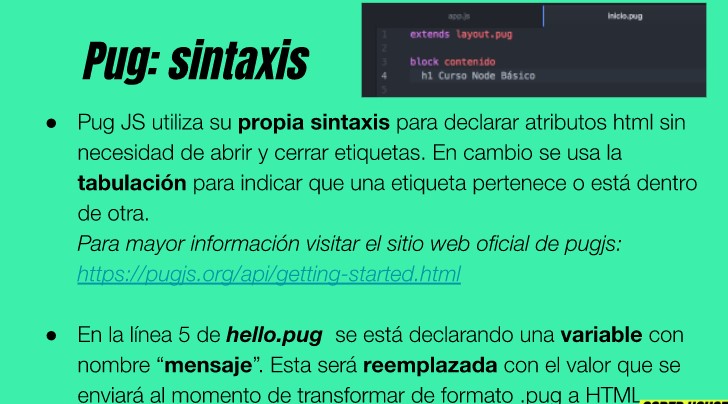 app.js
inicio.pug
1 extends layout.pug
2
3 block contenido
4 h1 Curso Node Básico
5
Pug: sintaxis
● Pug JS utiliza su propia sintaxis para declarar atributos html sin
necesidad de abrir y cerrar etiquetas. En cambio se usa la
tabulación para indicar que una etiqueta pertenece o está dentro
de otra.
Para mayor información visitar el sitio web oficial de pugjs:
https://pugjs.org/api/getting-started.html
● En la línea 5 de hello.pug se está declarando una variable con
nombre “mensaje”. Esta será reemplazada con el valor que se
enviará al momento de transformar de formato .pug a HTML